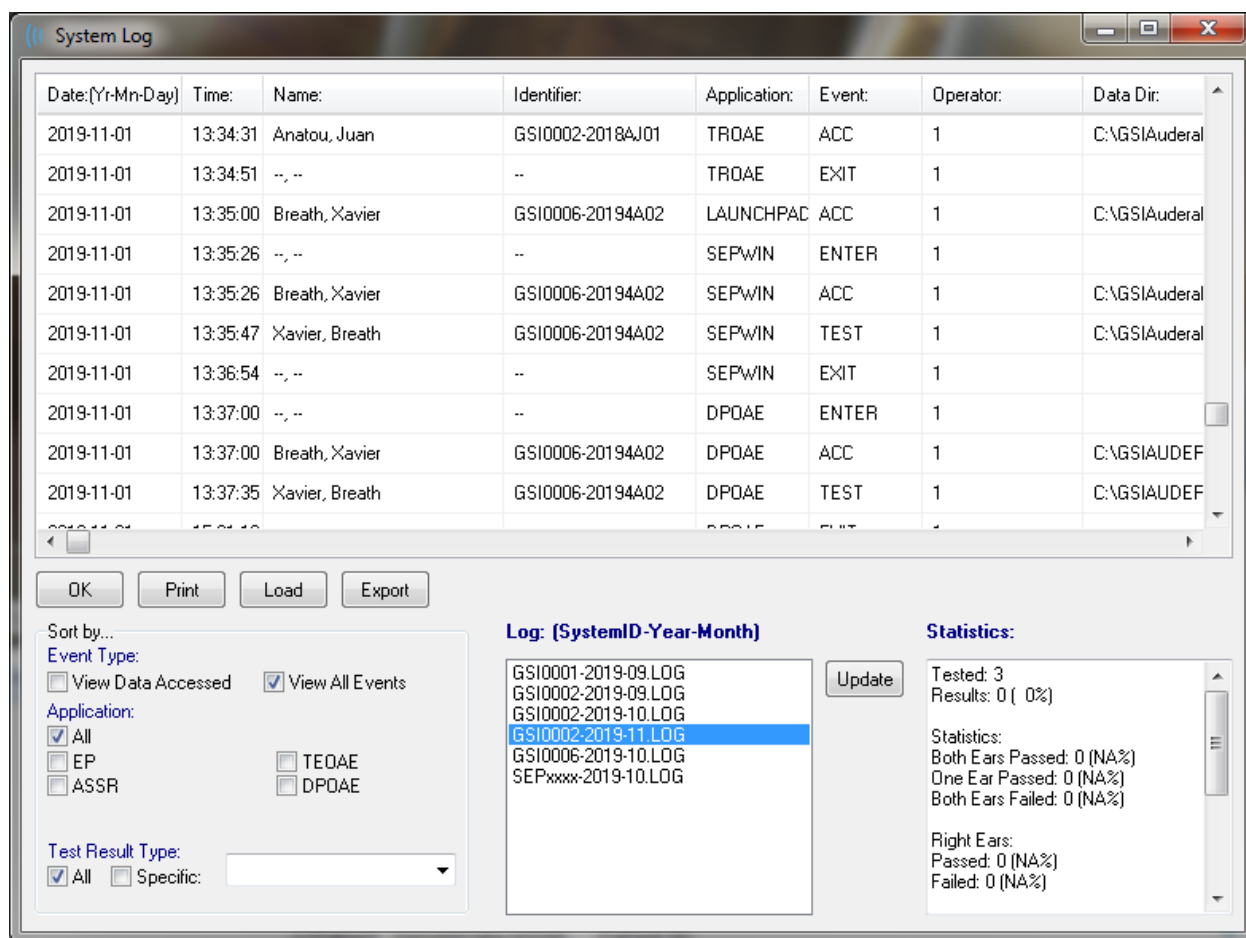 System Log
Date:(Yr-Mn-Day) Time: Name: Identifier: Application: Event: Operator: Data Dir:
2019-11-01 13:34:31 Anatou, Juan GSI0002-2018AJ01 TROAE ACC 1 C:\GSIAuderal
2019-11-01 13:34:51 --, -- -- TROAE EXIT 1
2019-11-01 13:35:00 Breath, Xavier GSI0006-20194A02 LAUNCHPAD ACC 1 C:\GSIAuderal
2019-11-01 13:35:26 --, -- -- SEPWIN ENTER 1
2019-11-01 13:35:26 Breath, Xavier GSI0006-20194A02 SEPWIN ACC 1 C:\GSIAuderal
2019-11-01 13:35:47 Xavier, Breath GSI0006-20194A02 SEPWIN TEST 1 C:\GSIAuderal
2019-11-01 13:36:54 --, -- -- SEPWIN EXIT 1
2019-11-01 13:37:00 --, -- -- DPOAE ENTER 1
2019-11-01 13:37:00 Breath, Xavier GSI0006-20194A02 DPOAE ACC 1 C:\GSIAUDEF
2019-11-01 13:37:35 Xavier, Breath GSI0006-20194A02 DPOAE TEST 1 C:\GSIAUDEF
OK Print Load Export
Sort by...
Event Type:
View Data Accessed View All Events
Application:
All
EP TEOAE
ASSR DPOAE
Test Result Type:
All Specific:
Log: (SystemID-Year-Month)
GSI0001-2019-09.LOG
GSI0002-2019-09.LOG
GSI0002-2019-10.LOG
GSI0002-2019-11.LOG
GSI0006-2019-10.LOG
SEPxxxx-2019-10.LOG
Update
Statistics:
Tested: 3
Results: 0 ( 0%)
Statistics:
Both Ears Passed: 0 (NA%)
One Ear Passed: 0 (NA%)
Both Ears Failed: 0 (NA%)
Right Ears:
Passed: 0 (NA%)
Failed: 0 (NA%)